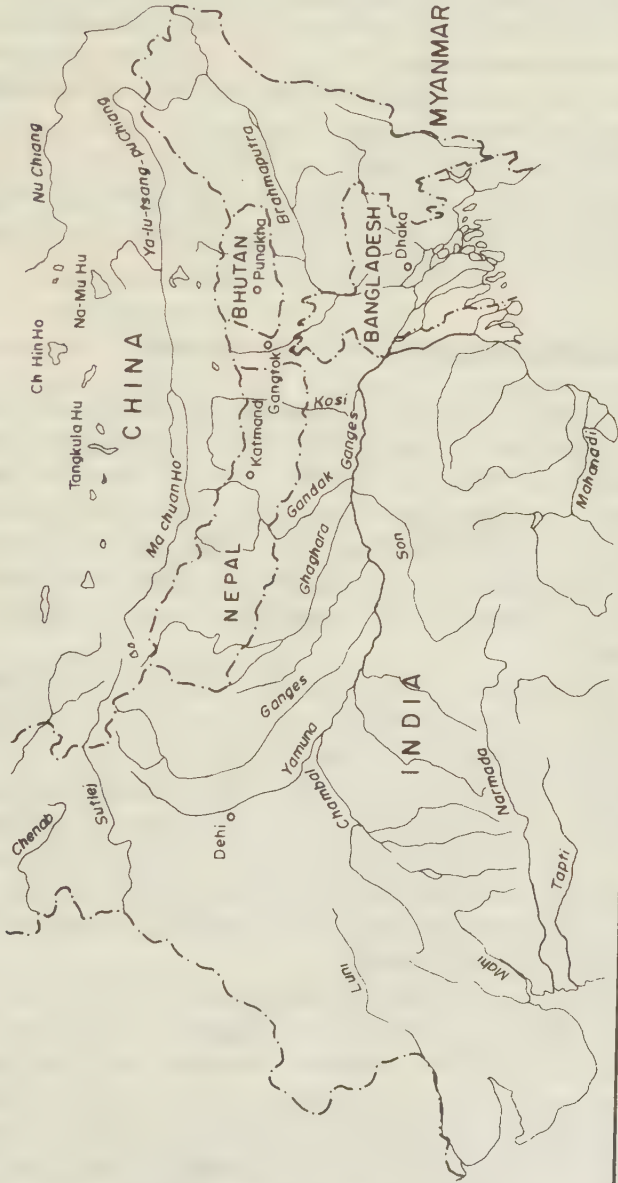 Nu Chiang
Ya-lu-tsang-pu Chiang
Na-Mu Hu
Ch Hin Ho
Tangkula Hu
CHINA
Ma chuan Ho
Brahmaputra
MYANMAR
BHUTAN
Punakha
BANGLADESH
Dhaka
Gangtok
Katmand
Kosi
NEPAL
Gandak
Ganges
Ghaghara
Son
Mahanadi
Ganges
Yamuna
INDIA
Sutlej
Chenab
Dehi
Chambal
Narmada
Tapti
Luni
Mahi